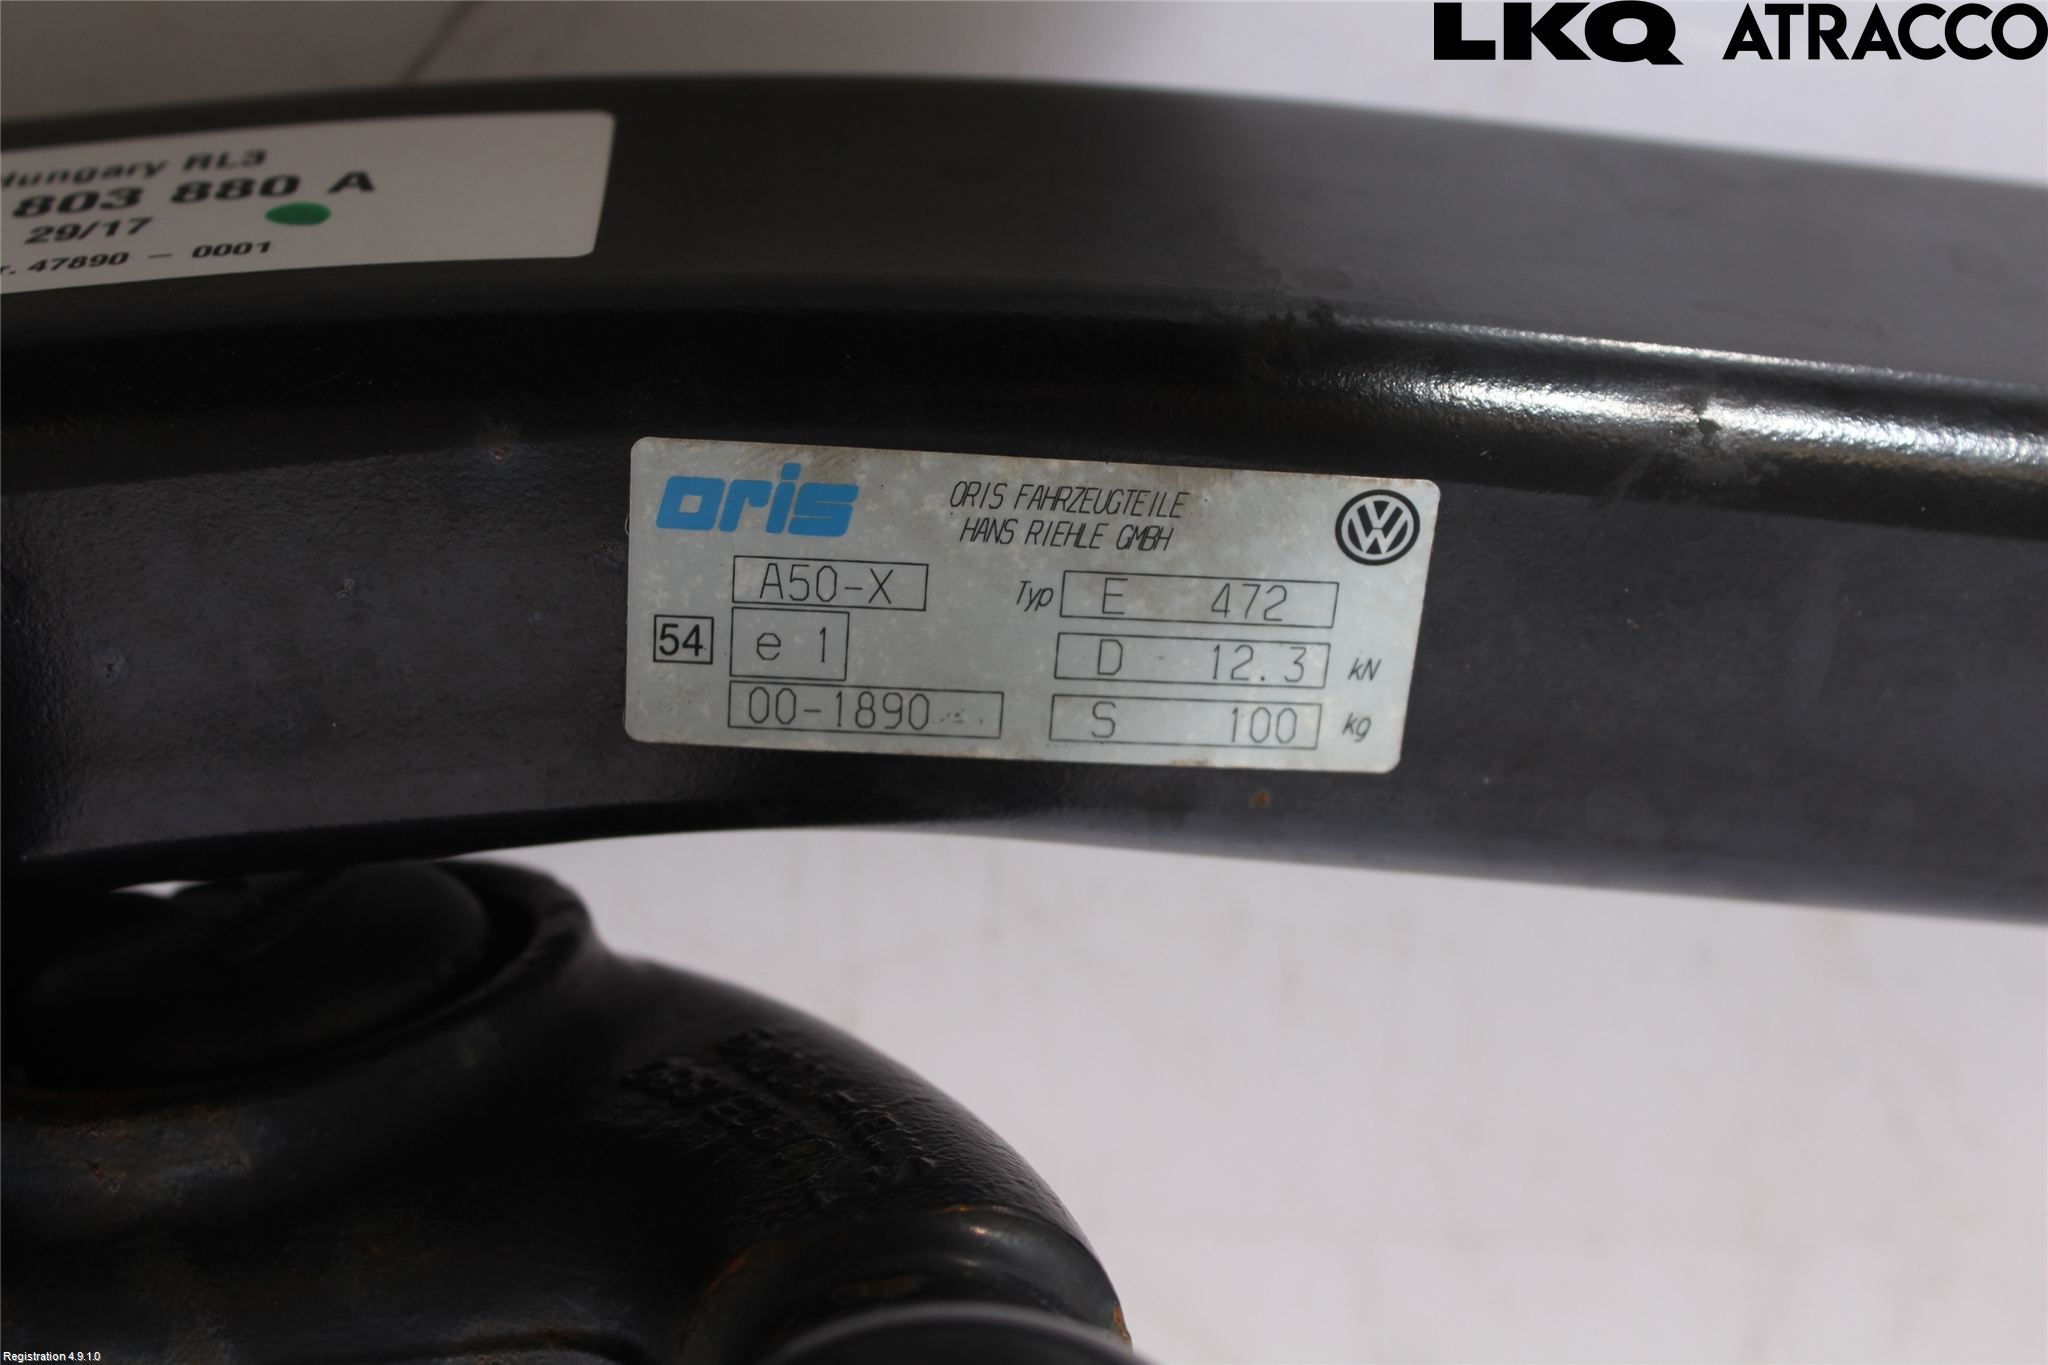 LKQ ATRACCO
Hungary RL3
803 880 A
29/17
r. 47890 - 0001
oris
ORIS FAHRZEUGTEILE
HANS RIEHLE GMBH
VW
A50-X
Typ E 472
54 e 1
D 12.3 kN
00-1890
S 100 kg
Registration 4.9.1.0